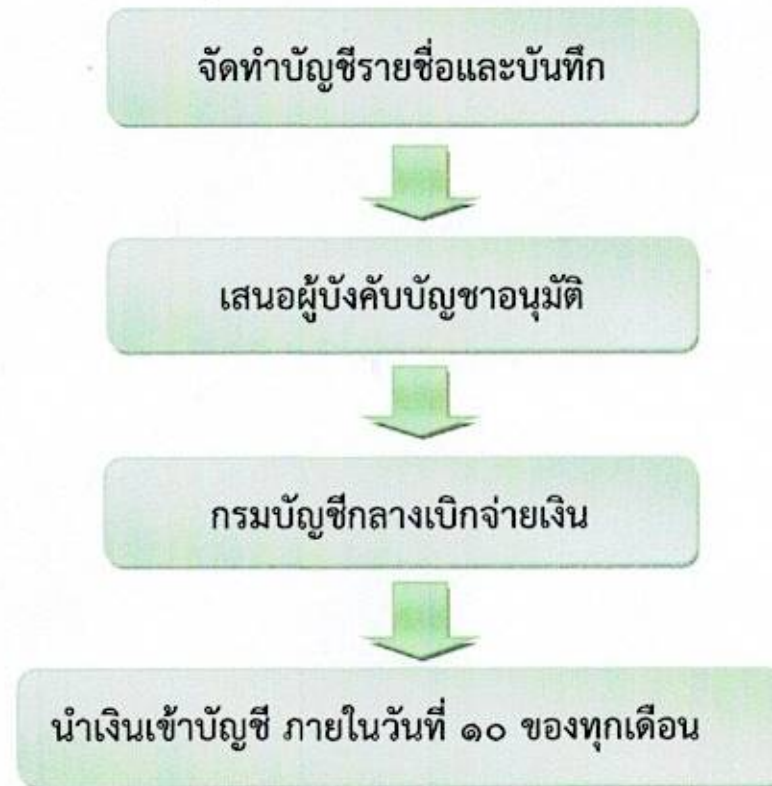 จัดทำบัญชีรายชื่อและบันทึก
เสนอผู้บังคับบัญชาอนุมัติ
กรมบัญชีกลางเบิกจ่ายเงิน
นำเงินเข้าบัญชี ภายในวันที่ ๑๐ ของทุกเดือน